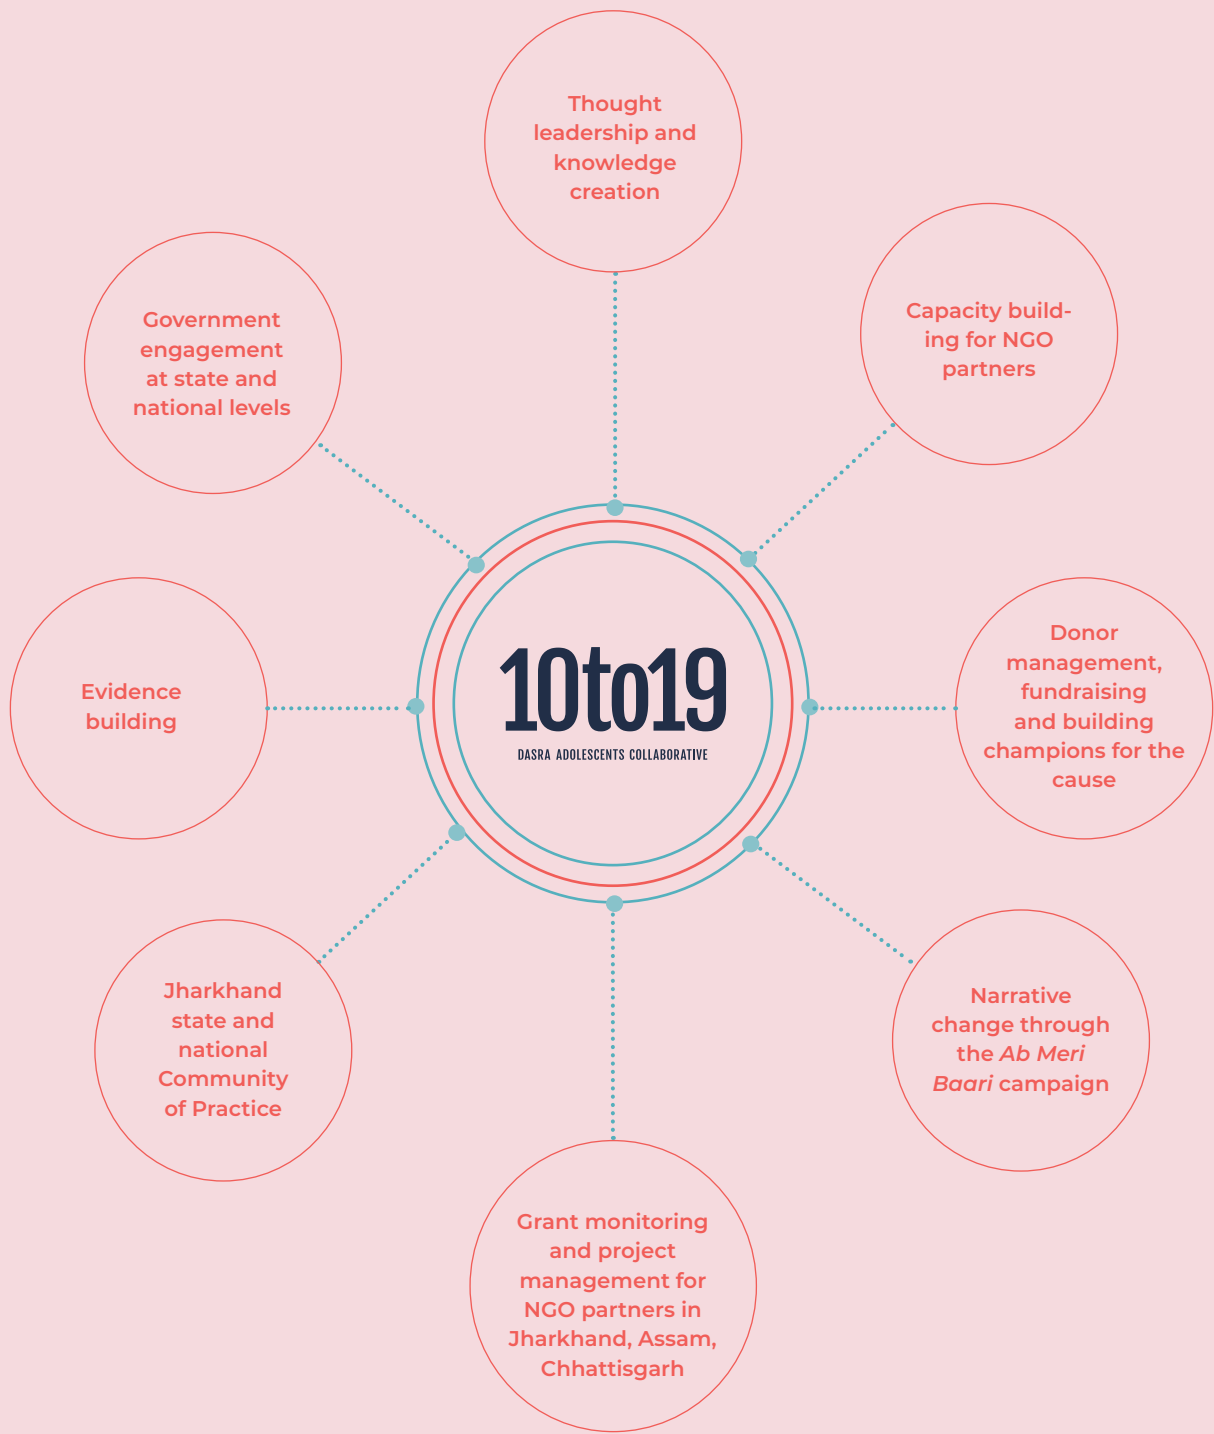 Thought
leadership and
knowledge
creation
Capacity build-
ing for NGO
partners
Government
engagement
at state and
national levels
Donor
management,
fundraising
and building
champions for the
cause
Evidence
building
10to19
DASRA ADOLESCENTS COLLABORATIVE
Narrative
change through
the Ab Meri
Baari campaign
Jharkhand
state and
national
Community
of Practice
Grant monitoring
and project
management for
NGO partners in
Jharkhand, Assam,
Chhattisgarh